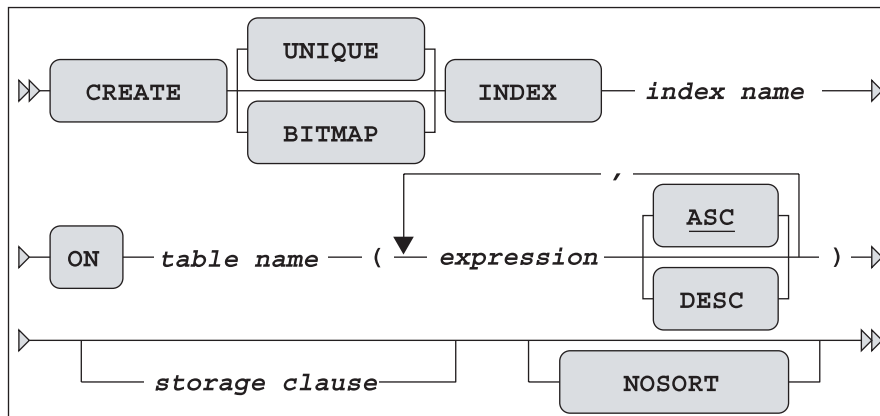 UNIQUE
CREATE INDEX index name
BITMAP
,
ASC
ON table name ( expression )
DESC
storage clause NOSORT